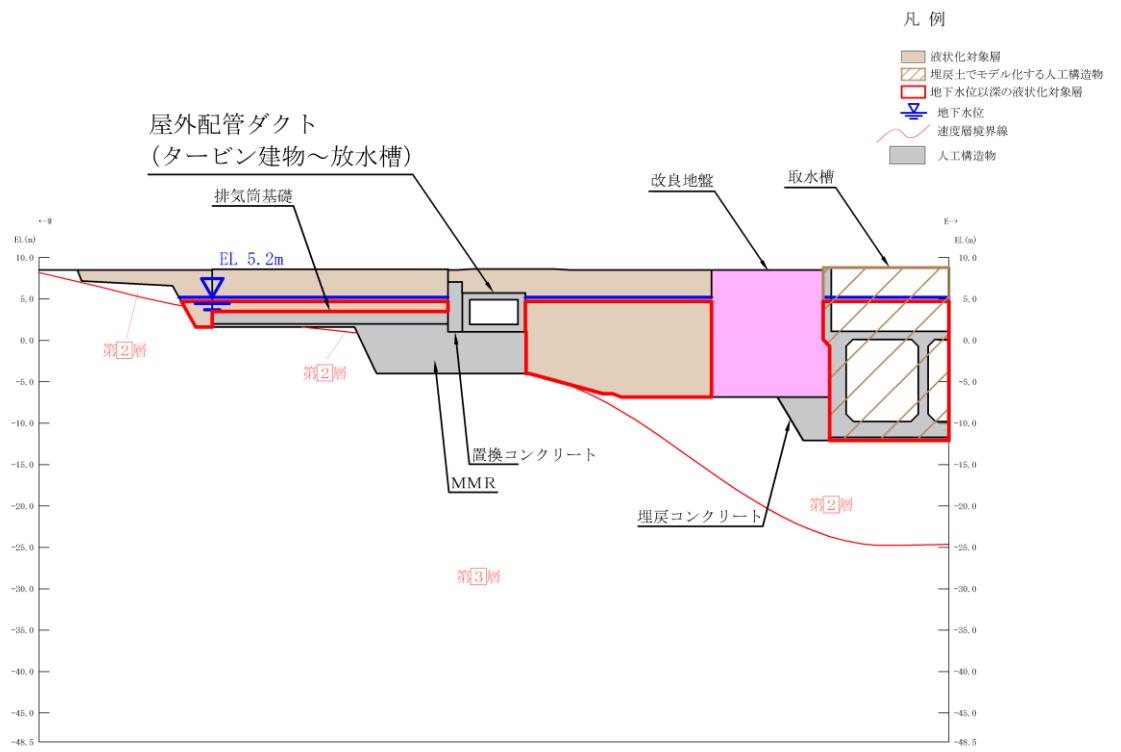 凡 例
液状化対象層
埋戻土でモデル化する人工構造物
地下水位以深の液状化対象層
地下水位
速度層境界線
人工構造物
屋外配管ダクト
（タービン建物～放水槽）
排気筒基礎
改良地盤
取水槽
←W
E→
EL(m)
EL(m)
EL 5.2m
10.0
5.0
0.0
-5.0
-10.0
-15.0
-20.0
-25.0
-30.0
-35.0
-40.0
-45.0
-48.5
10.0
5.0
0.0
-5.0
-10.0
-15.0
-20.0
-25.0
-30.0
-35.0
-40.0
-45.0
-48.5
第2層
第2層
置換コンクリート
MMR
埋戻コンクリート
第2層
第3層